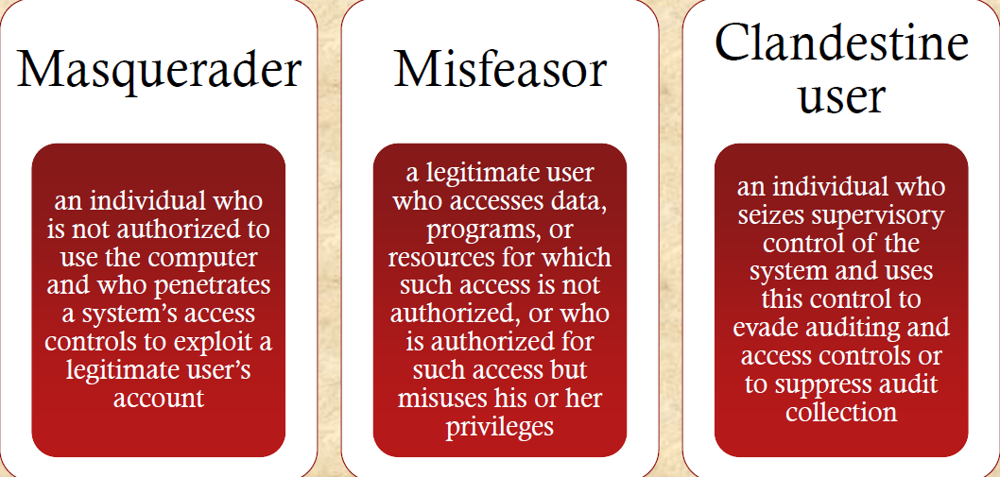 Masquerader
an individual who
is not authorized to
use the computer
and who penetrates
a system's access
controls to exploit a
legitimate user's
account
Misfeasor
a legitimate user
who accesses data,
programs, or
resources for which
such access is not
authorized, or who
is authorized for
such access but
misuses his or her
privileges
Clandestine
user
an individual who
seizes supervisory
control of the
system and uses
this control to
evade auditing and
access controls or
to suppress audit
collection